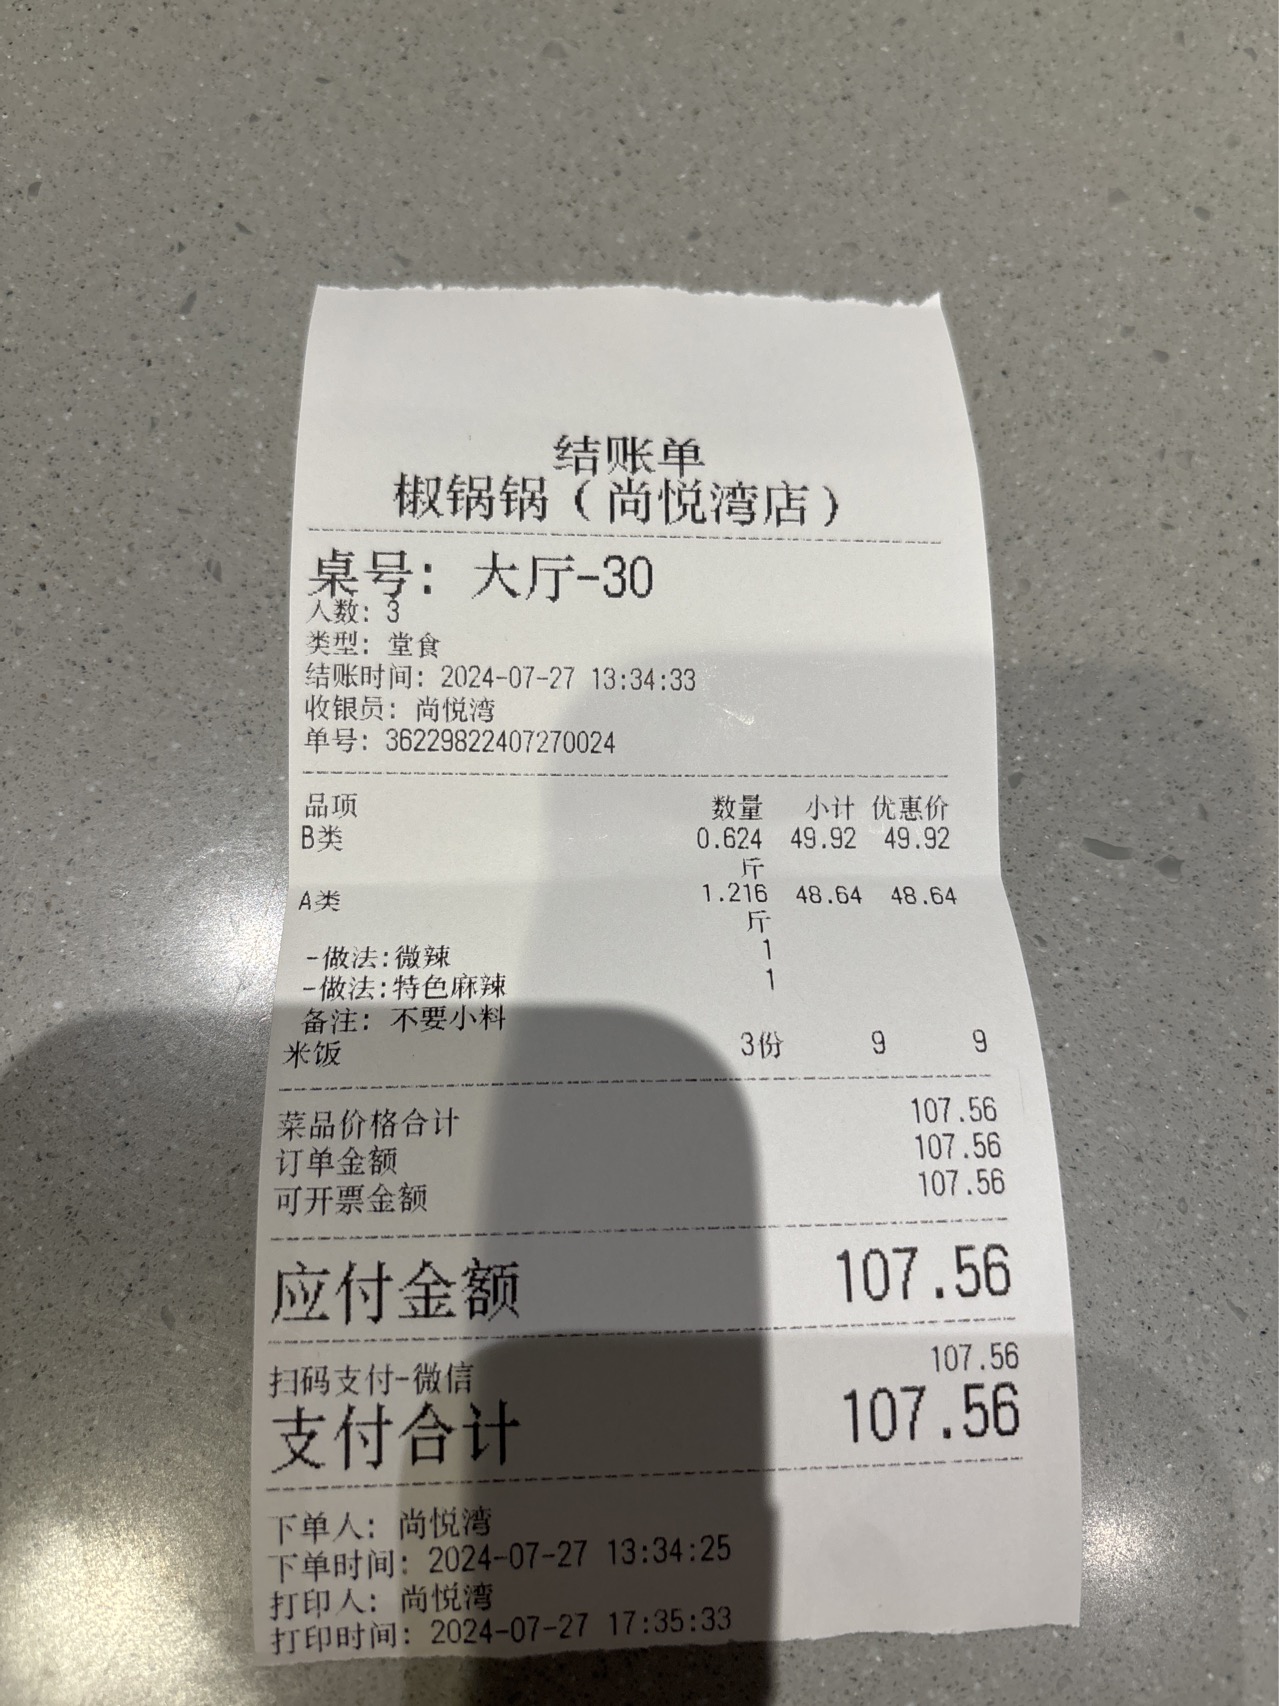 结账单
椒锅锅(尚悦湾店)
桌号: 大厅-30
人数: 3
类型: 堂食
结账时间: 2024-07-27 13:34:33
收银员: 尚悦湾
单号: 36229822407270024
品项 数量 小计 优惠价
B类 0.624 49.92 49.92
斤
A类 1.216 48.64 48.64
斤
-做法:微辣 1
-做法:特色麻辣 1
备注: 不要小料
米饭 3份 9 9
菜品价格合计 107.56
订单金额 107.56
可开票金额 107.56
应付金额 107.56
扫码支付-微信 107.56
支付合计 107.56
下单人: 尚悦湾
下单时间: 2024-07-27 13:34:25
打印人: 尚悦湾
打印时间: 2024-07-27 17:35:33